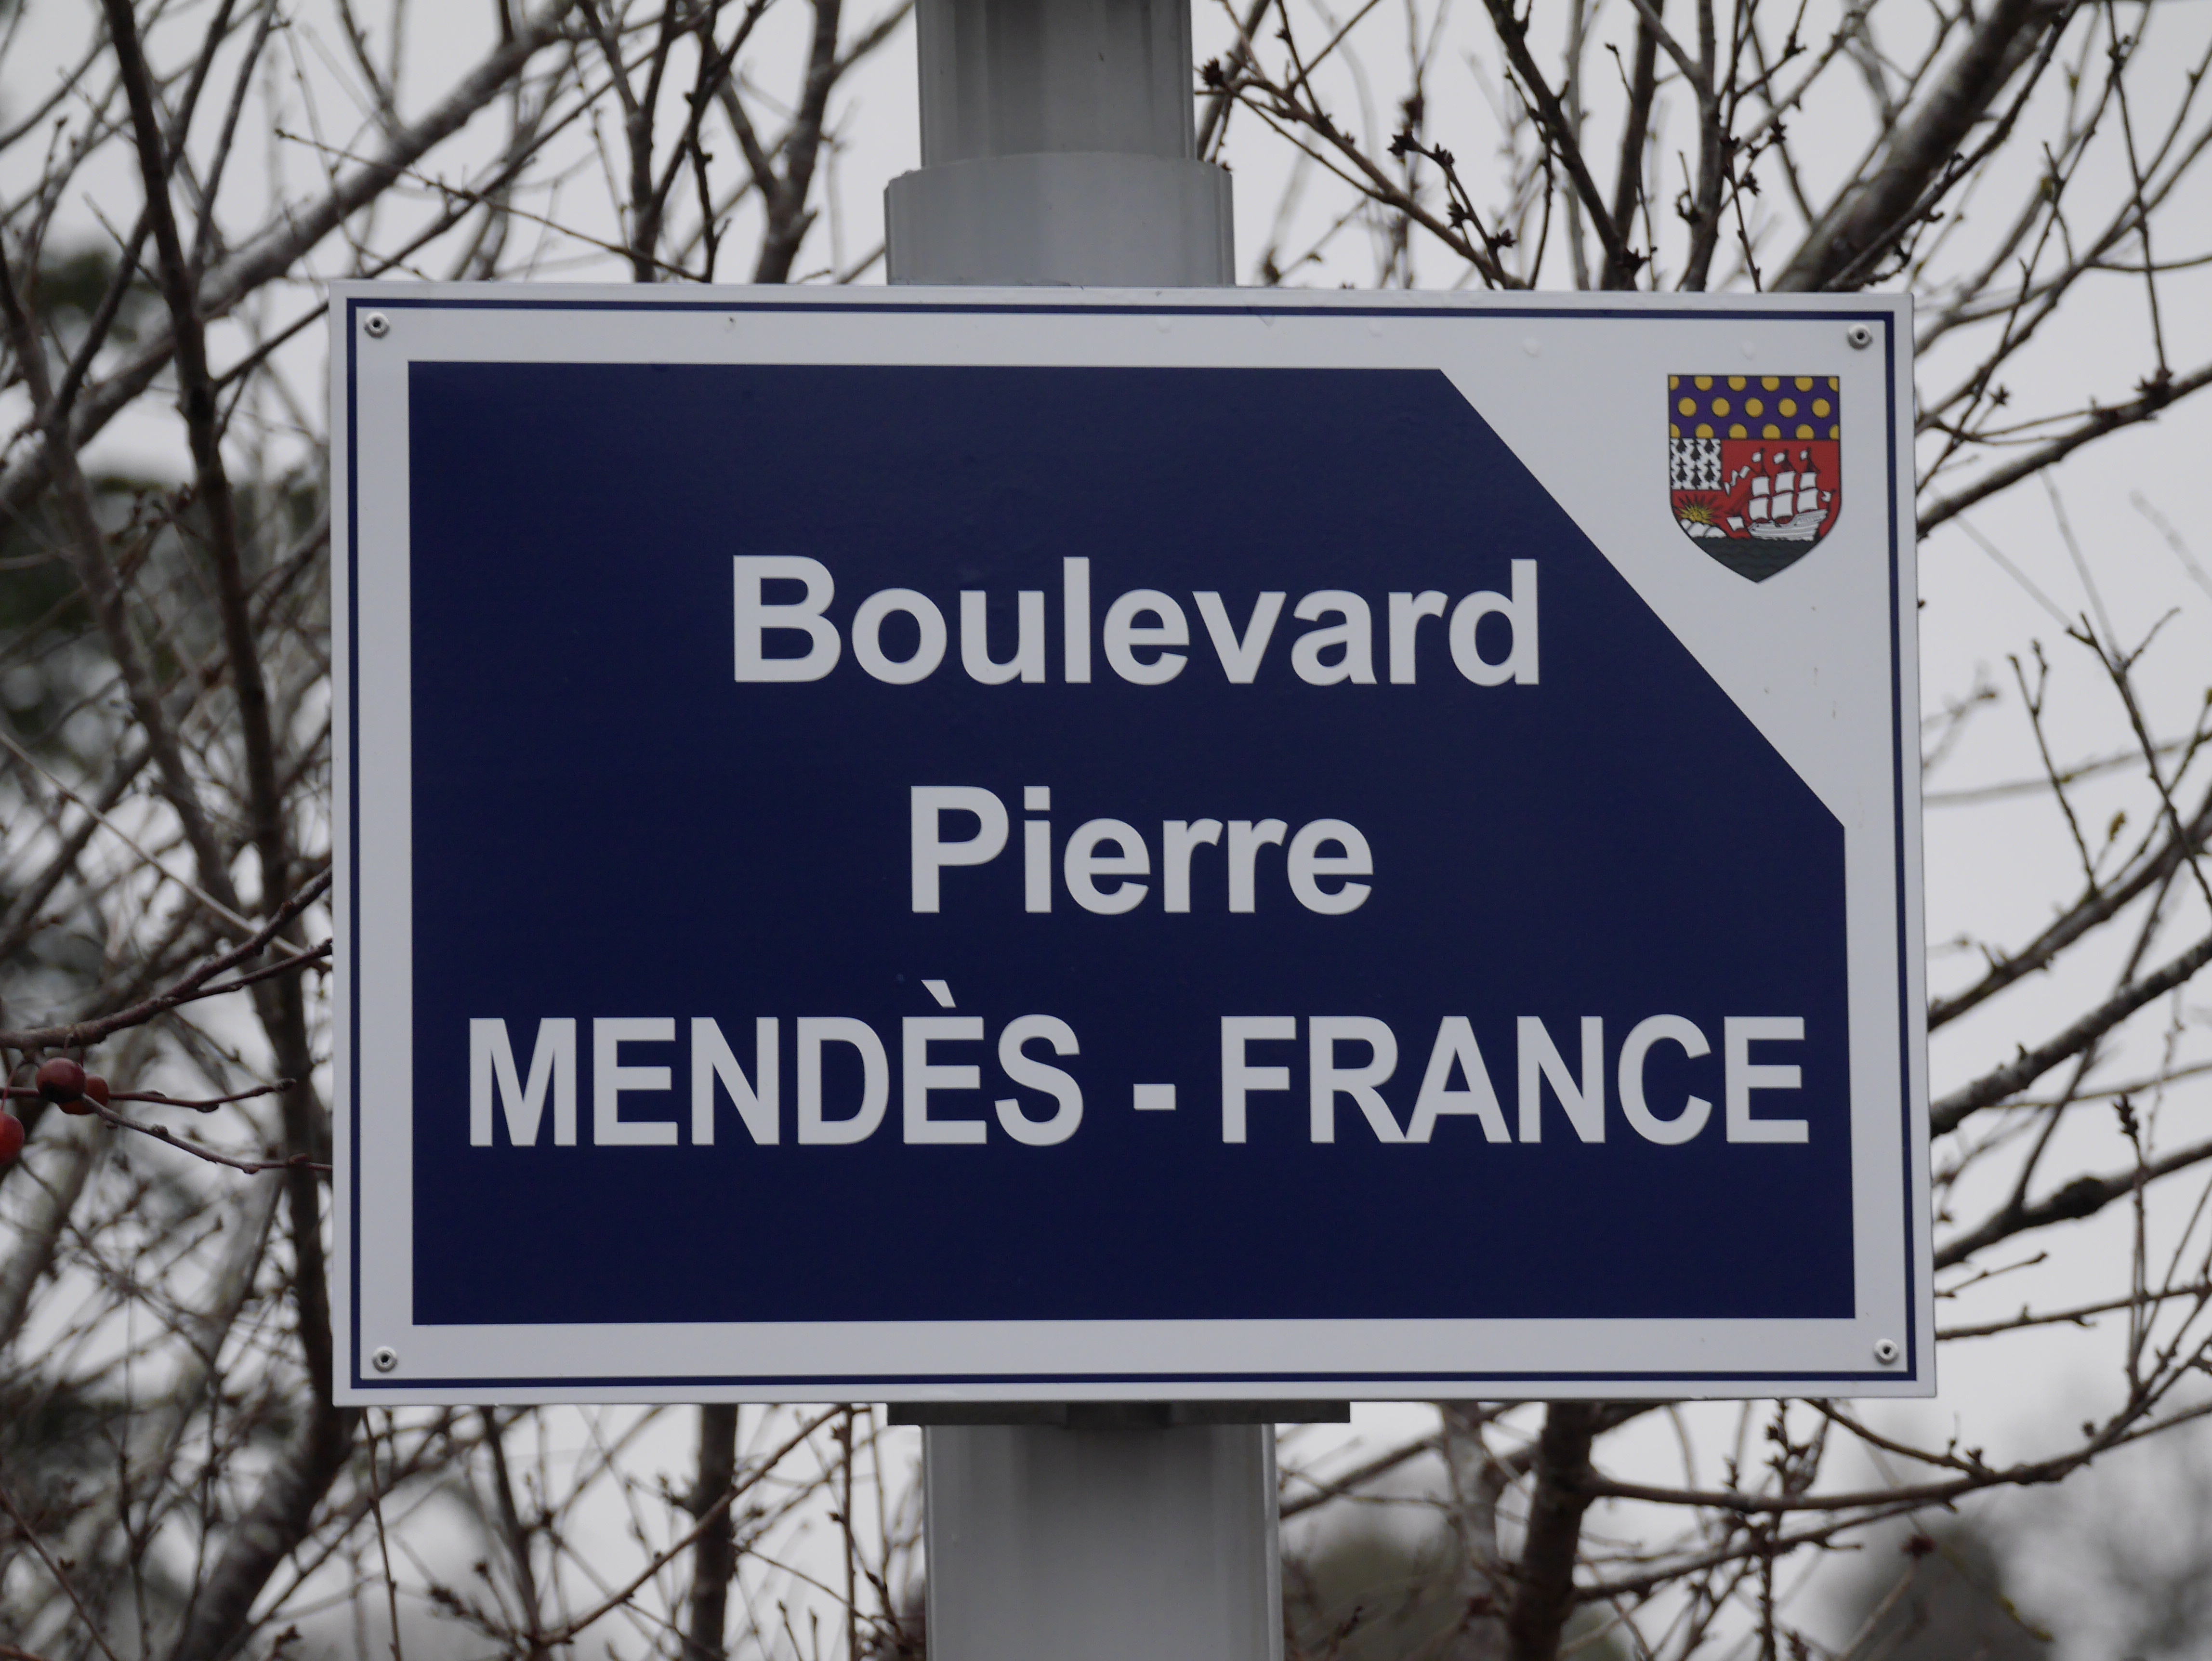 Boulevard
Pierre
MENDÈS - FRANCE